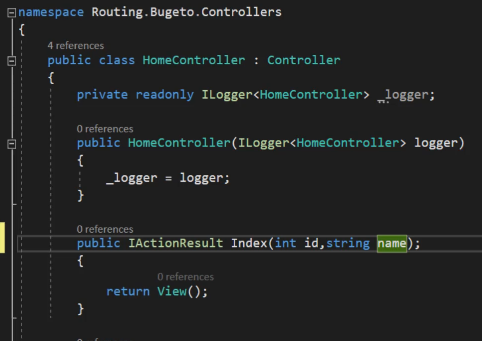 namespace Routing.Bugeto.Controllers
{
4 references
public class HomeController : Controller
{
private readonly ILogger<HomeController> _logger;
0 references
public HomeController(ILogger<HomeController> logger)
{
_logger = logger;
}
0 references
public IActionResult Index(int id,string name);
{
0 references
return View();
}